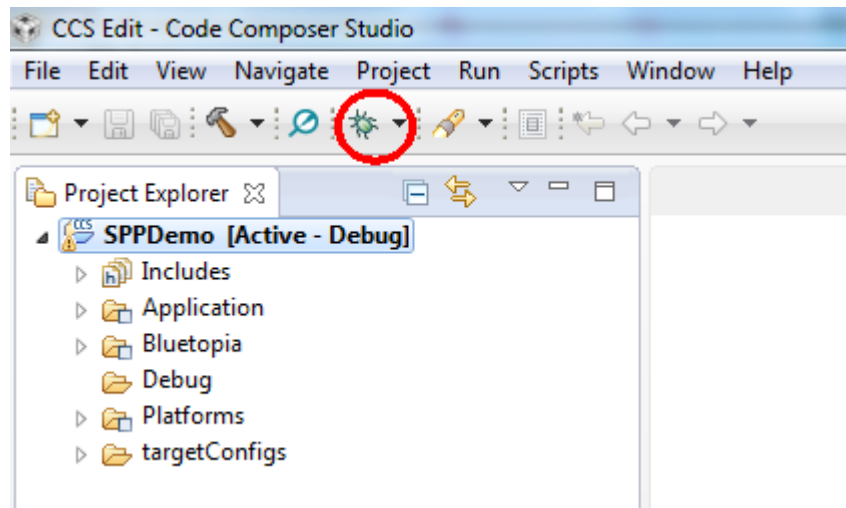 CCS Edit - Code Composer Studio
File Edit View Navigate Project Run Scripts Window Help
Project Explorer
CCS SPPDemo [Active - Debug]
h Includes
Application
Bluetopia
Debug
Platforms
targetConfigs